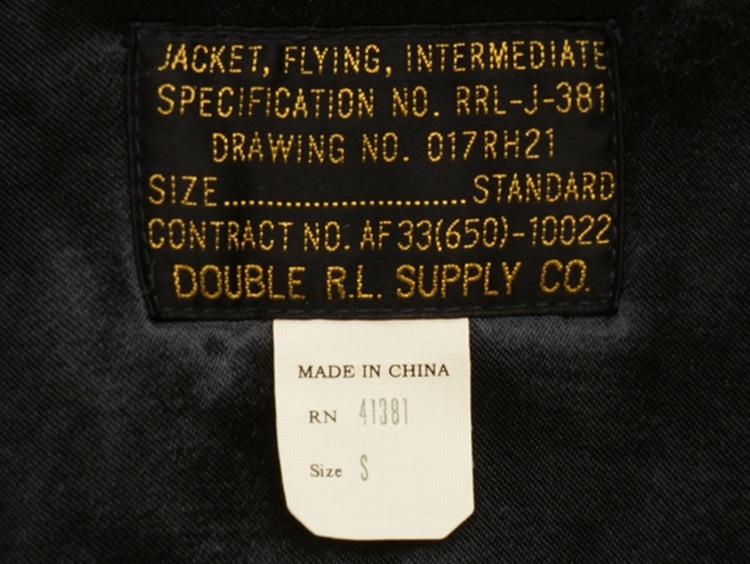 JACKET, FLYING, INTERMEDIATE
SPECIFICATION NO. RRL-J-381
DRAWING NO. 017RH21
SIZE..............................STANDARD
CONTRACT NO. AF 33(650)-10022
DOUBLE R.L. SUPPLY CO.
MADE IN CHINA
RN 41381
Size S